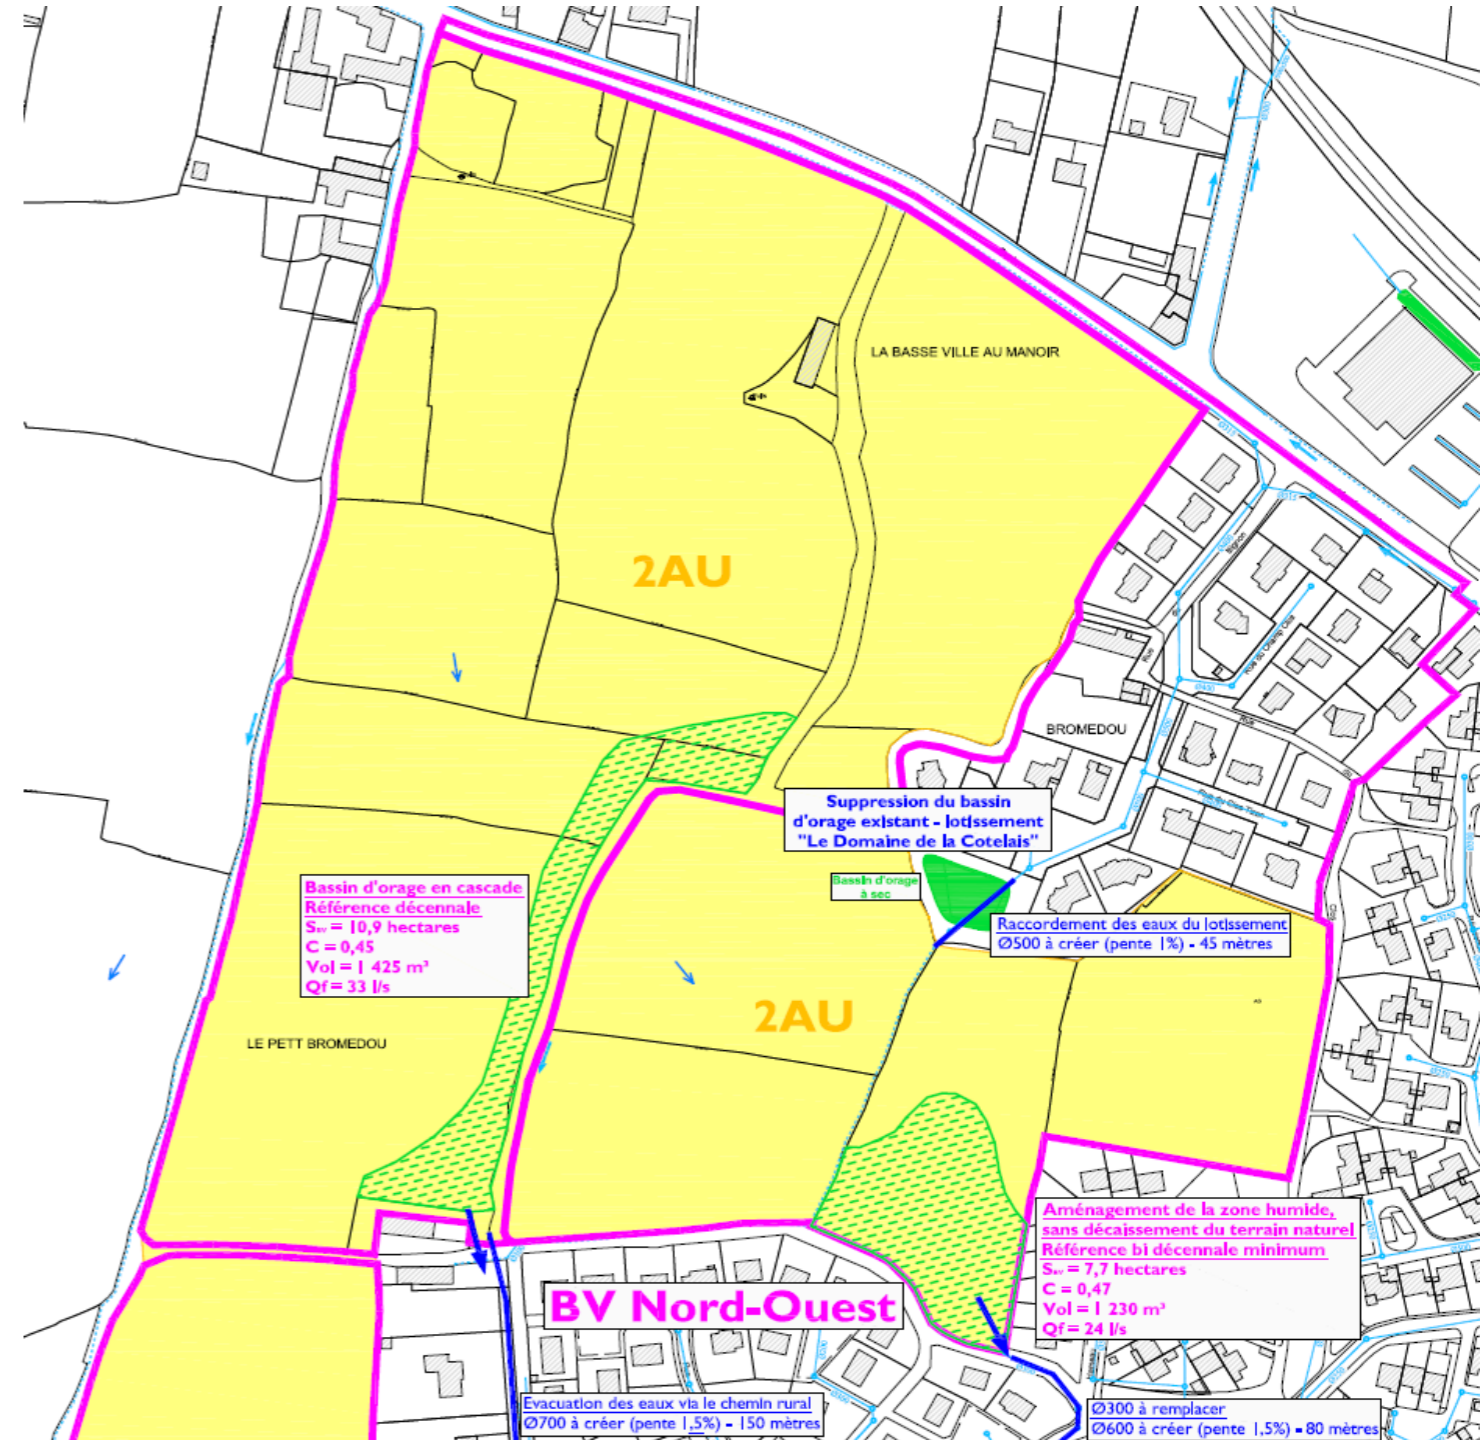 LA BASSE VILLE AU MANOIR
2AU
BROMEDOU
Suppression du bassin
d'orage existant - lotissement
"Le Domaine de la Cotelais"
Bassin d'orage
à sec
Bassin d'orage en cascade
Référence décennale
Sbv = 10,9 hectares
C = 0,45
Vol = 1 425 m³
Qf = 33 l/s
Raccordement des eaux du lotissement
Ø500 à créer (pente 1%) - 45 mètres
2AU
LE PETIT BROMEDOU
Aménagement de la zone humide,
sans décaissement du terrain naturel
Référence bi décennale minimum
Sbv = 7,7 hectares
C = 0,47
Vol = 1 230 m³
Qf = 24 l/s
BV Nord-Ouest
Evacuation des eaux via le chemin rural
Ø700 à créer (pente 1,5%) - 150 mètres
Ø300 à remplacer
Ø600 à créer (pente 1,5%) - 80 mètres